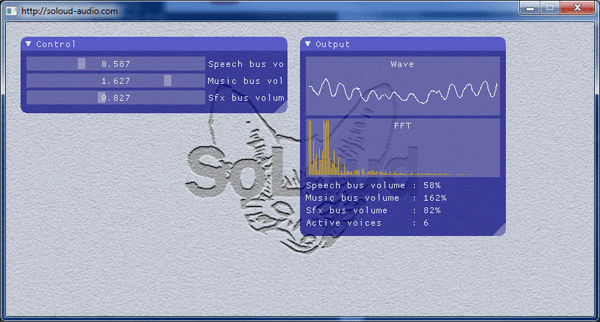 http://soloud-audio.com
Control
0.587 Speech bus vo
1.627 Music bus vol
0.827 Sfx bus volum
Output
Wave
FFT
Speech bus volume : 58%
Music bus volume : 162%
Sfx bus volume : 82%
Active voices : 6
SoLoud